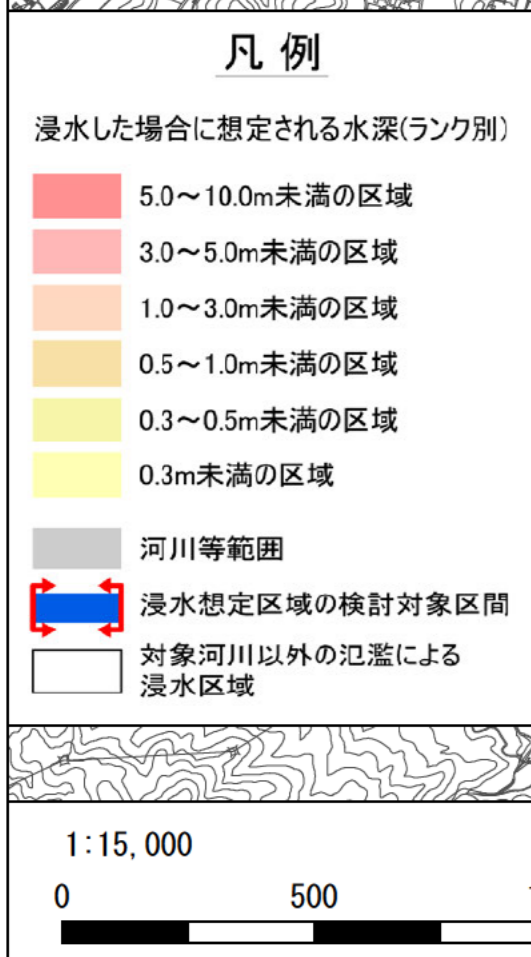 凡例
浸水した場合に想定される水深(ランク別)
5.0～10.0m未満の区域
3.0～5.0m未満の区域
1.0～3.0m未満の区域
0.5～1.0m未満の区域
0.3～0.5m未満の区域
0.3m未満の区域
河川等範囲
浸水想定区域の検討対象区間
対象河川以外の氾濫による
浸水区域
1:15,000
0 500